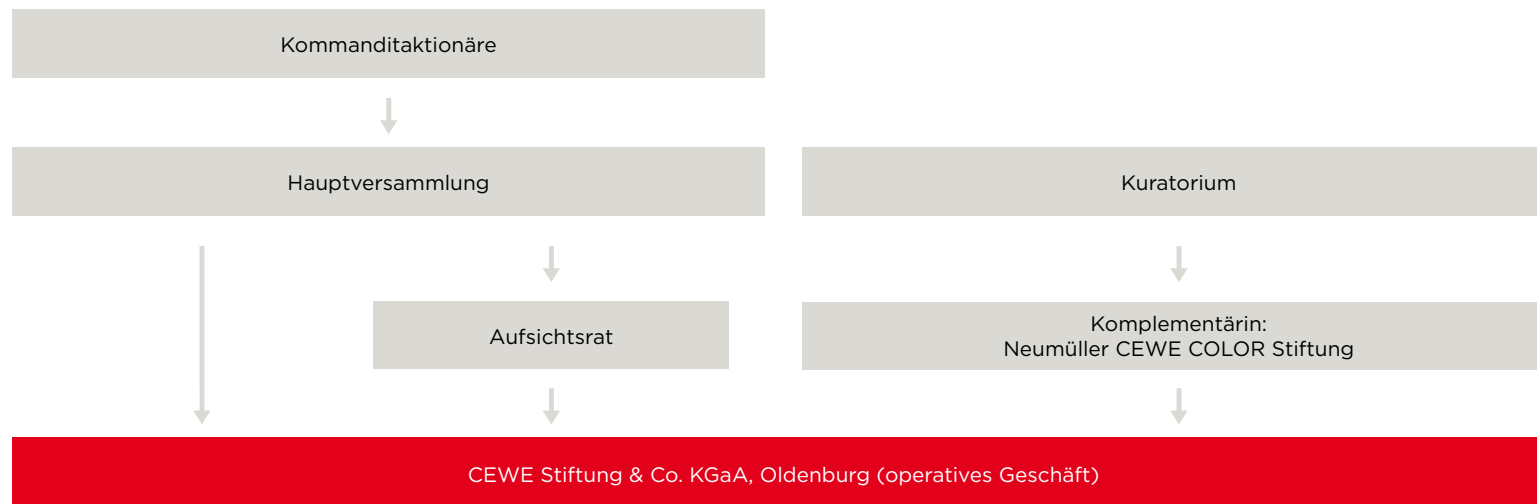 Kommanditaktionäre
Hauptversammlung
Kuratorium
Aufsichtsrat
Komplementärin:
Neumüller CEWE COLOR Stiftung
CEWE Stiftung & Co. KGaA, Oldenburg (operatives Geschäft)